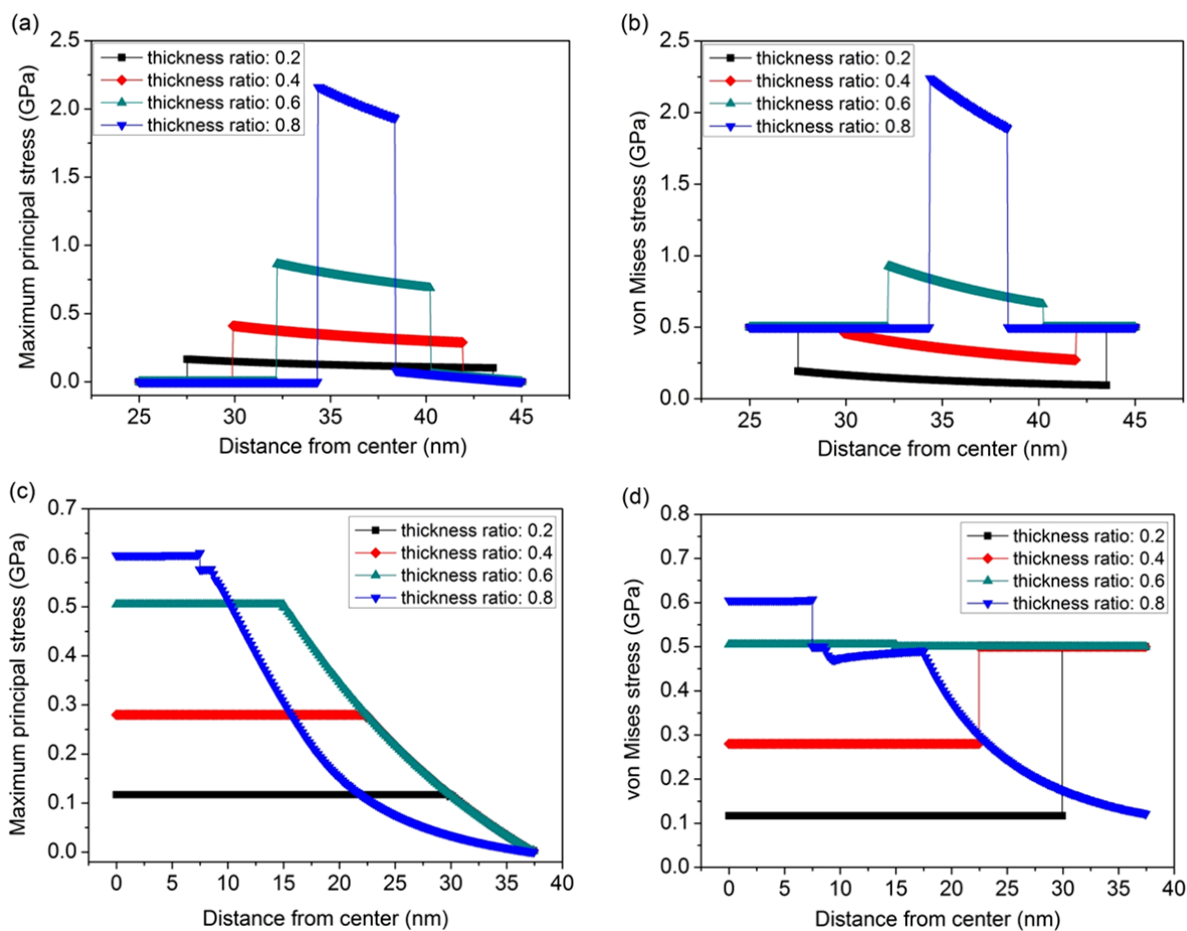 (a)
Maximum principal stress (GPa)
2.5
2.0
1.5
1.0
0.5
0.0
thickness ratio: 0.2
thickness ratio: 0.4
thickness ratio: 0.6
thickness ratio: 0.8
25 30 35 40 45
Distance from center (nm)
(b)
von Mises stress (GPa)
2.5
2.0
1.5
1.0
0.5
0.0
thickness ratio: 0.2
thickness ratio: 0.4
thickness ratio: 0.6
thickness ratio: 0.8
25 30 35 40 45
Distance from center (nm)
(c)
Maximum principal stress (GPa)
0.7
0.6
0.5
0.4
0.3
0.2
0.1
0.0
thickness ratio: 0.2
thickness ratio: 0.4
thickness ratio: 0.6
thickness ratio: 0.8
0 5 10 15 20 25 30 35 40
Distance from center (nm)
(d)
von Mises stress (GPa)
0.8
0.7
0.6
0.5
0.4
0.3
0.2
0.1
0.0
thickness ratio: 0.2
thickness ratio: 0.4
thickness ratio: 0.6
thickness ratio: 0.8
0 5 10 15 20 25 30 35 40
Distance from center (nm)